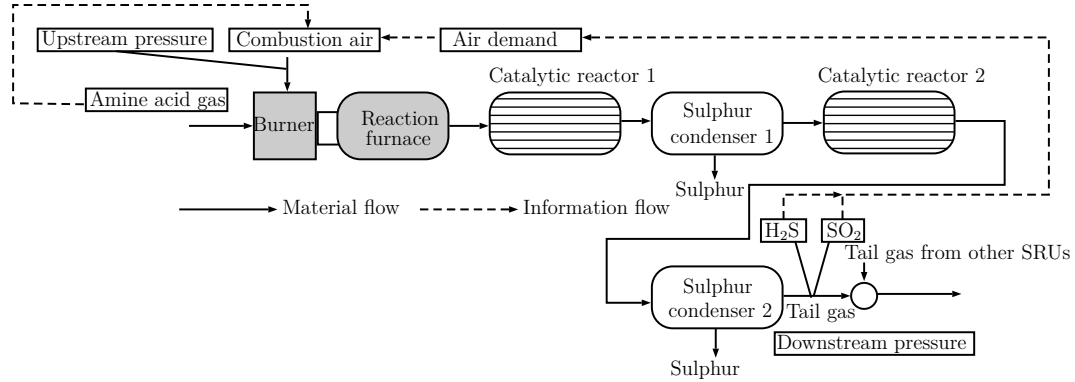 Upstream pressure
Combustion air
Air demand
Amine acid gas
Burner
Reaction
furnace
Catalytic reactor 1
Sulphur
condenser 1
Catalytic reactor 2
Sulphur
Material flow
Information flow
H₂S
SO₂
Tail gas from other SRUs
Sulphur
condenser 2
Tail gas
Downstream pressure
Sulphur